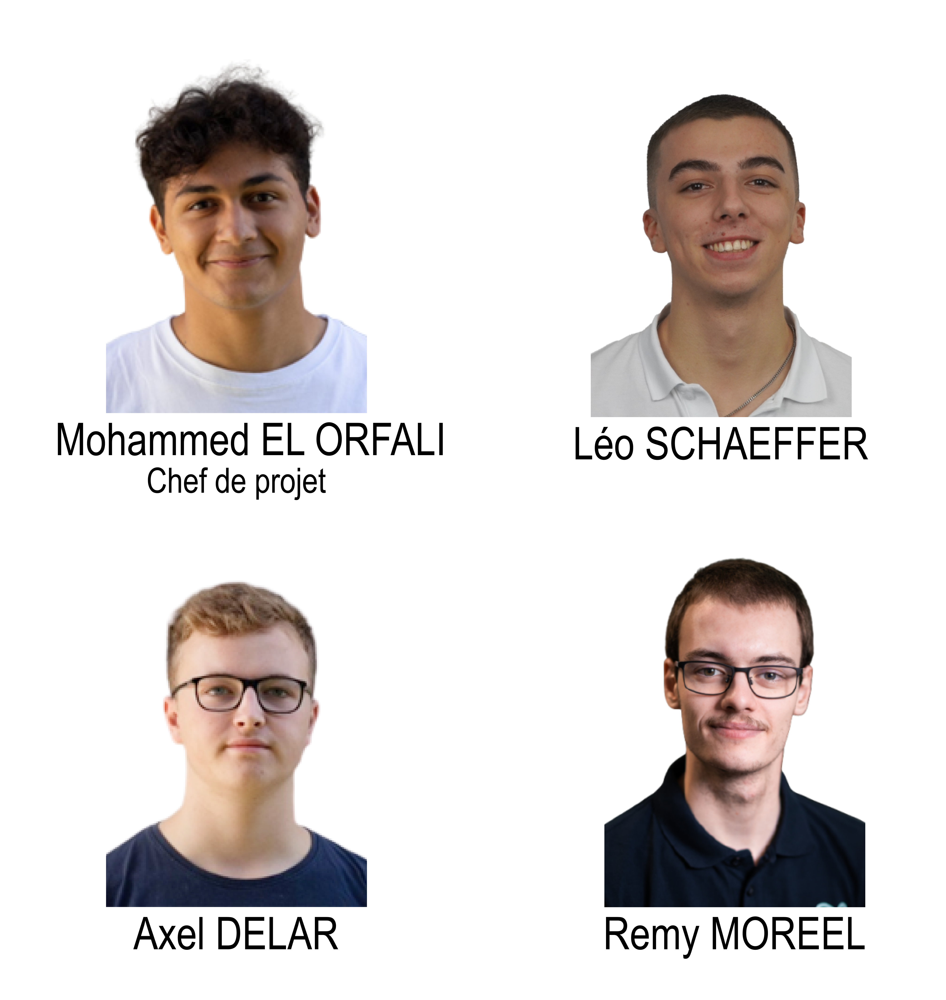 Mohammed EL ORFALI
Chef de projet
Léo SCHAEFFER
Axel DELAR
Remy MOREEL